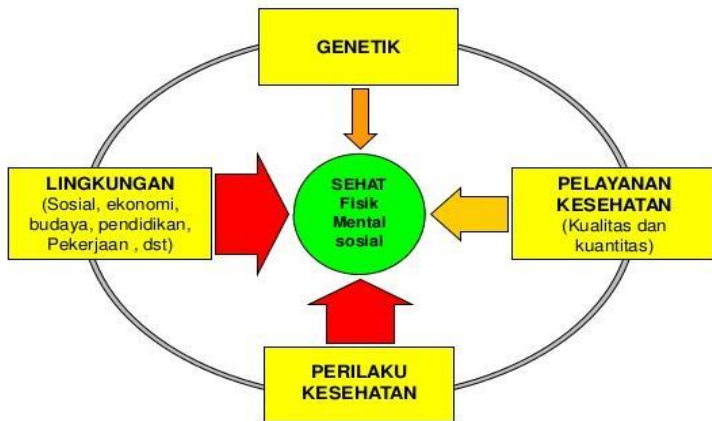 GENETIK
LINGKUNGAN
(Sosial, ekonomi,
budaya, pendidikan,
Pekerjaan , dst)
SEHAT
Fisik
Mental
sosial
PELAYANAN
KESEHATAN
(Kualitas dan
kuantitas)
PERILAKU
KESEHATAN